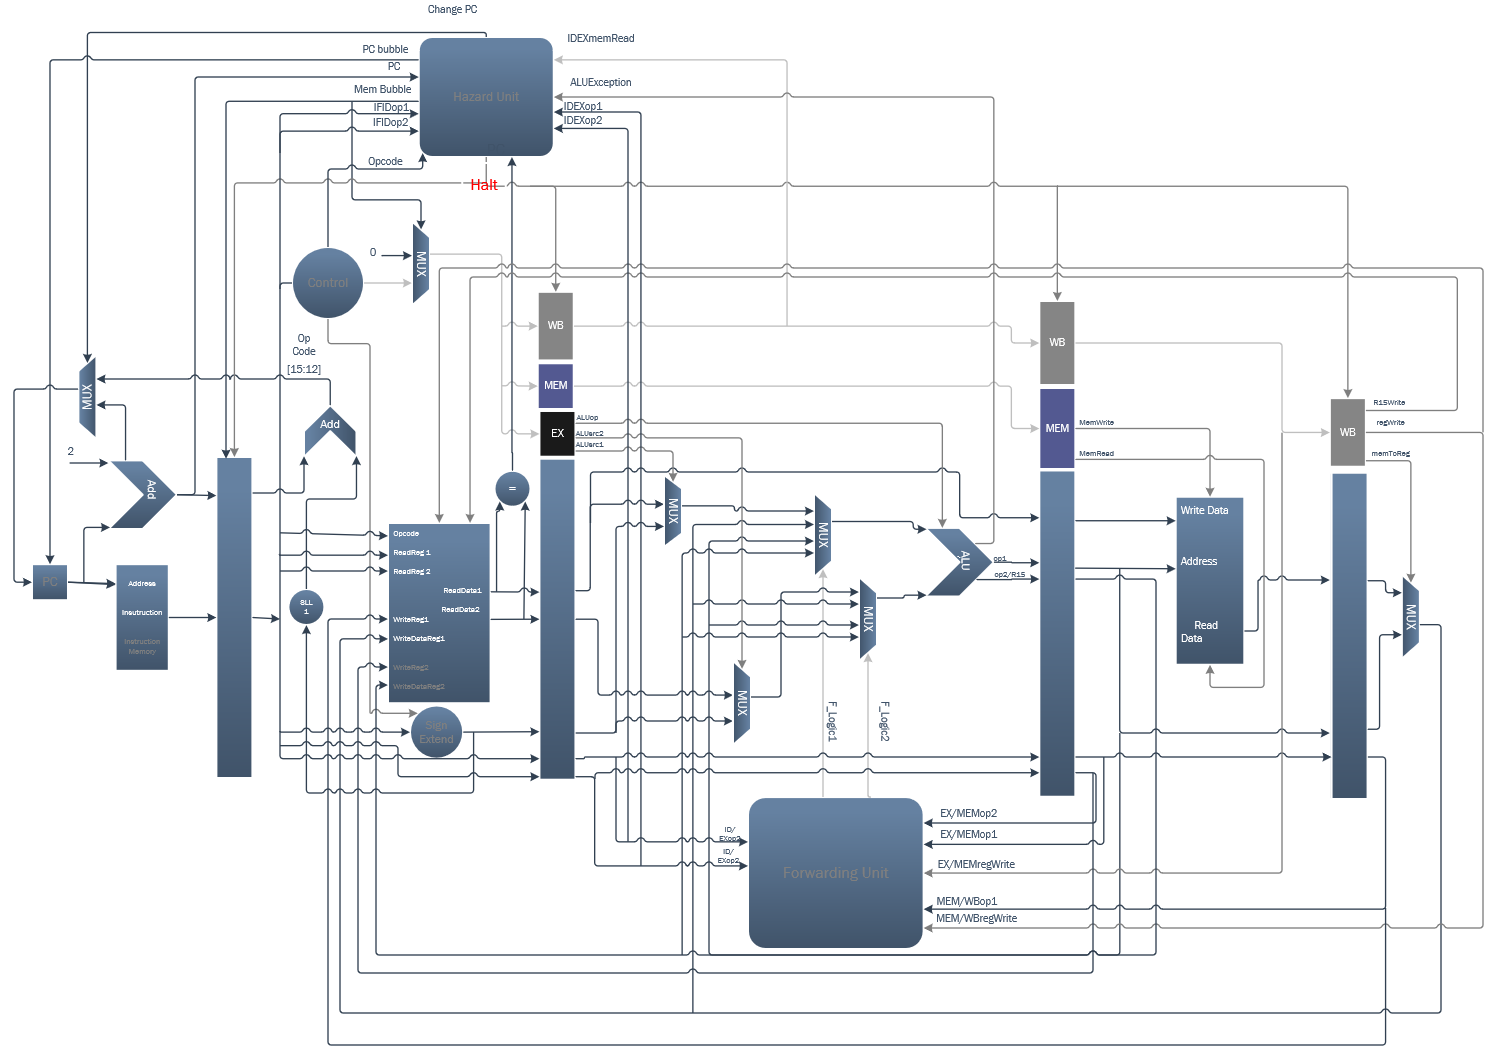 Change PC
IDEXmemRead
PC bubble
PC
Hazard Unit
ALUException
Mem Bubble
IFIDop1
IDEXop1
IFIDop2
IDEXop2
Opcode
Halt
0
MUX
Control
WB
WB
Op
Code
[15:12]
MUX
MEM
MEM
Add
EX
ALUop
ALUsrc2
ALUsrc1
MemWrite
MemRead
WB
R15Write
regWrite
memToReg
2
Add
=
MUX
MUX
Write Data
Opcode
ReadReg 1
ReadReg 2
ALU
op1
op2/R15
Address
PC
Address
Insutruction
Instruction
Memory
SLL
1
ReadData1
ReadData2
WriteReg1
WriteDataReg1
WriteReg2
WriteDataReg2
MUX
MUX
Read
Data
MUX
Sign
Extend
F_Logic1
F_Logic2
EX/MEMop2
ID/
EXop2
EX/MEMop1
ID/
EXop2
EX/MEMregWrite
Forwarding Unit
MEM/WBop1
MEM/WBregWrite